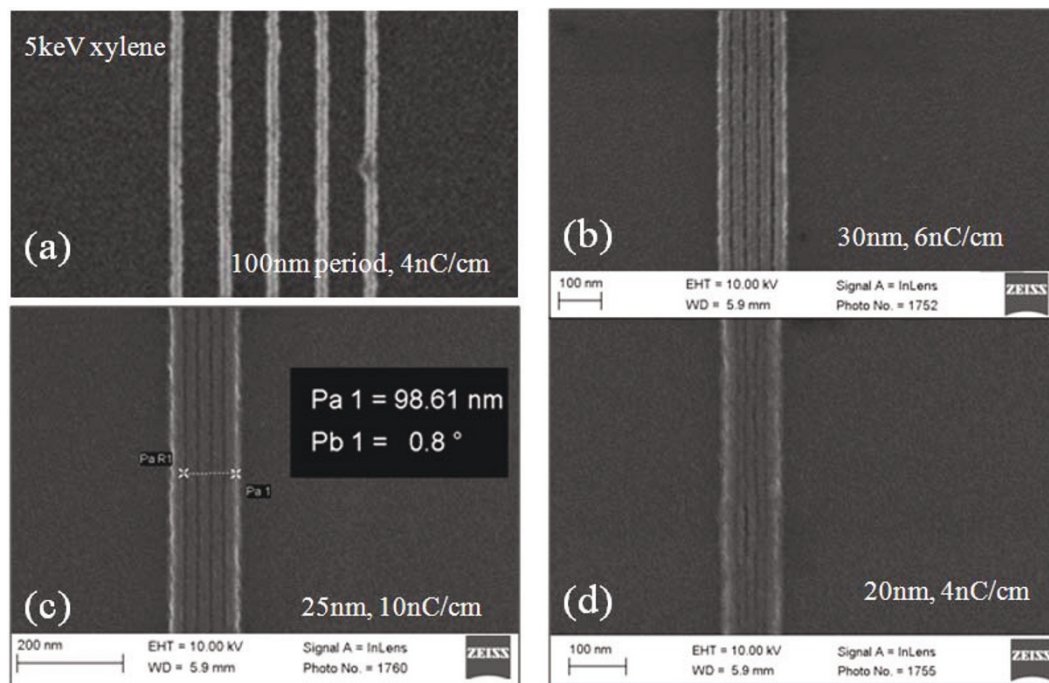 5keV xylene
(a)
100nm period, 4nC/cm
(b)
30nm, 6nC/cm
100 nm
EHT = 10.00 kV
WD = 5.9 mm
Signal A = InLens
Photo No. = 1752
ZEISS
Pa 1 = 98.61 nm
Pb 1 = 0.8 °
Pa R1
Pa 1
(c)
25nm, 10nC/cm
200 nm
EHT = 10.00 kV
WD = 5.9 mm
Signal A = InLens
Photo No. = 1760
ZEISS
(d)
20nm, 4nC/cm
100 nm
EHT = 10.00 kV
WD = 5.9 mm
Signal A = InLens
Photo No. = 1755
ZEISS